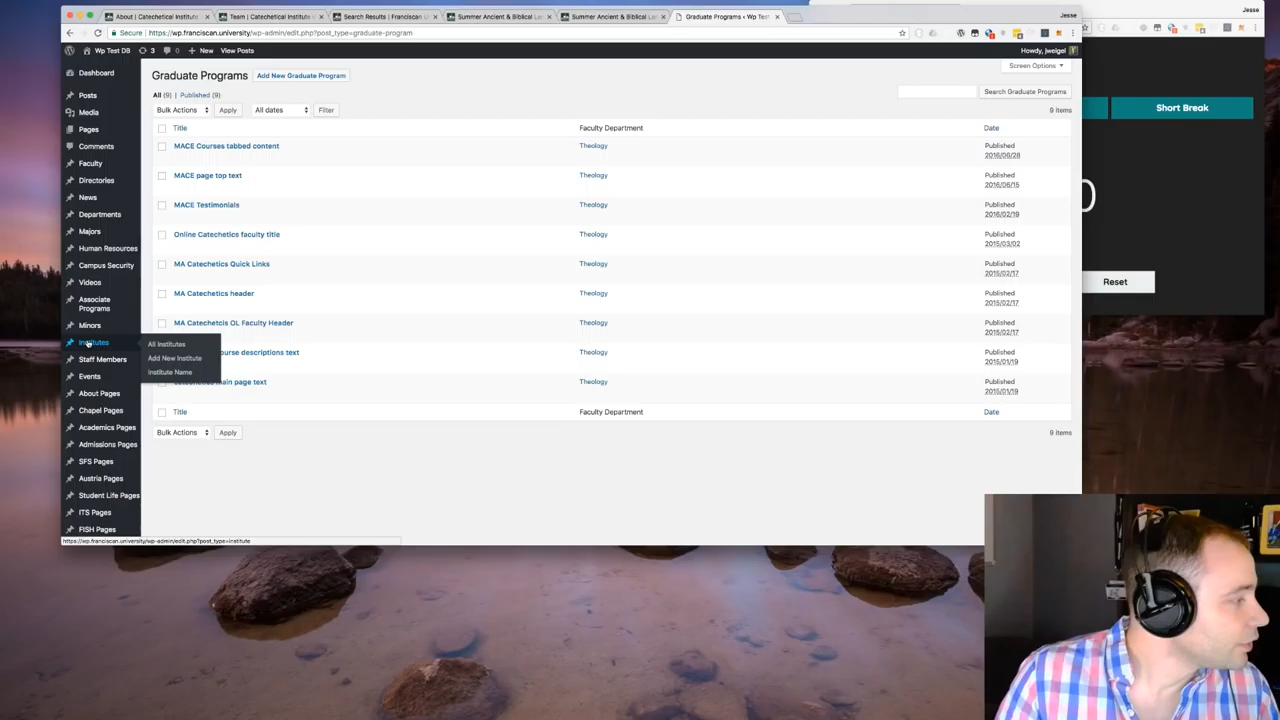 About | Catechetical Institute
Team | Catechetical Institute
Search Results | Franciscan U
Summer Ancient & Biblical Lan
Summer Ancient & Biblical Lan
Graduate Programs ‹ Wp Test
Jesse
Jesse
Secure | https://wp.franciscan.university/wp-admin/edit.php?post_type=graduate-program
Wp Test DB
3
0
+ New
View Posts
Howdy, jweigel
Dashboard
Posts
Media
Pages
Comments
Faculty
Directories
News
Departments
Majors
Human Resources
Campus Security
Videos
Associate
Programs
Minors
Institutes
Staff Members
Events
About Pages
Chapel Pages
Academics Pages
Admissions Pages
SFS Pages
Austria Pages
Student Life Pages
ITS Pages
FISH Pages
All Institutes
Add New Institute
Institute Name
Screen Options
Graduate Programs
Add New Graduate Program
All (9) | Published (9)
Search Graduate Programs
Bulk Actions
Apply
All dates
Filter
9 items
Title
Faculty Department
Date
MACE Courses tabbed content
Theology
Published
2016/06/28
MACE page top text
Theology
Published
2016/06/15
MACE Testimonials
Theology
Published
2016/02/19
Online Catechetics faculty title
Theology
Published
2015/03/02
MA Catechetics Quick Links
Theology
Published
2015/02/17
MA Catechetics header
Theology
Published
2015/02/17
MA Catechetcis OL Faculty Header
Theology
Published
2015/01/19
ourse descriptions text
Theology
Published
2015/01/19
main page text
Theology
Published
2015/01/19
Title
Faculty Department
Date
Bulk Actions
Apply
9 items
https://wp.franciscan.university/wp-admin/edit.php?post_type=institute
Short Break
0
Reset